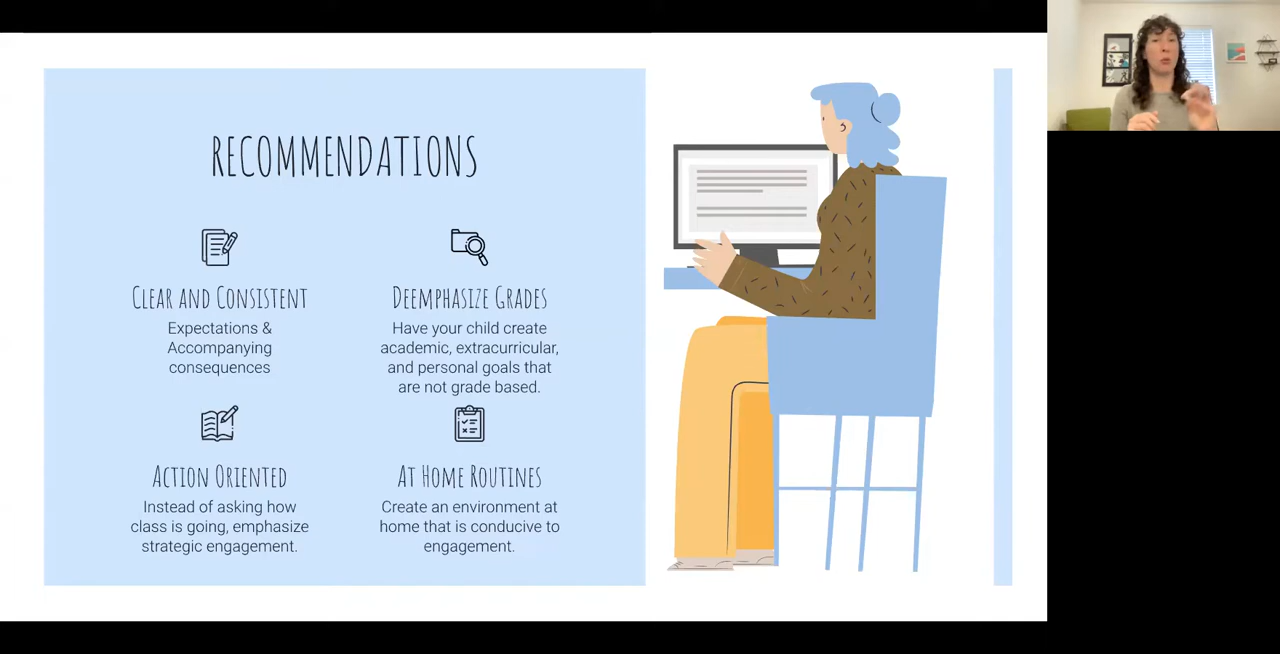 RECOMMENDATIONS
CLEAR AND CONSISTENT
Expectations &
Accompanying
consequences
DEEMPHASIZE GRADES
Have your child create
academic, extracurricular,
and personal goals that
are not grade based.
ACTION ORIENTED
Instead of asking how
class is going, emphasize
strategic engagement.
AT HOME ROUTINES
Create an environment at
home that is conducive to
engagement.